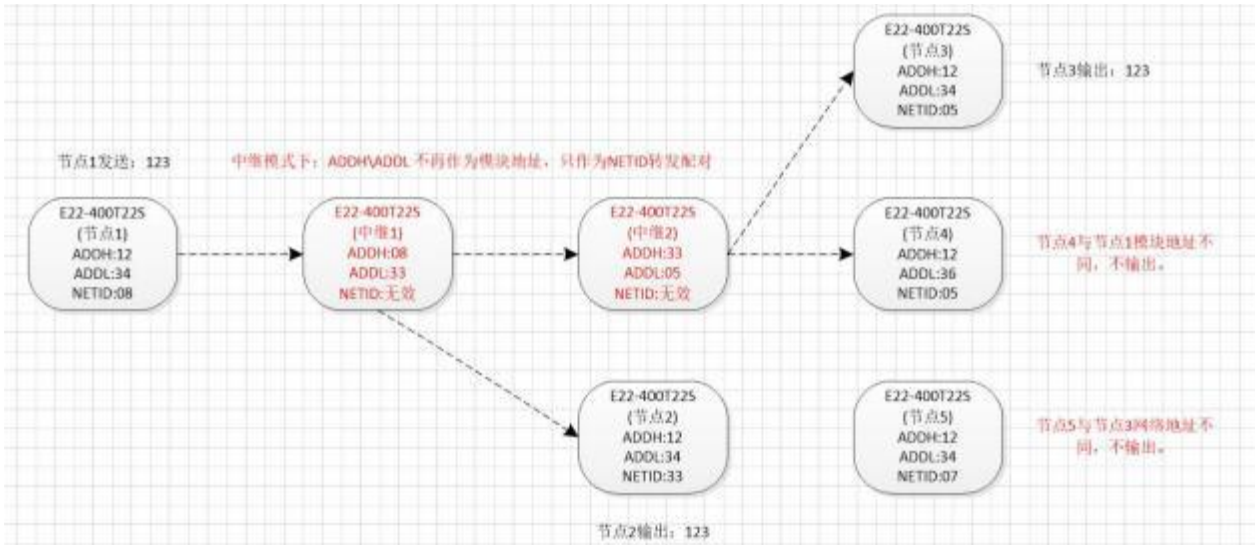 E22-400T22S
(节点3)
ADDH:12
ADDL:34
NETID:05
节点3输出：123
节点1发送：123
中继模式下：ADDH\ADDL 不再作为模块地址，只作为NETID转发配对
E22-400T22S
(节点1)
ADDH:12
ADDL:34
NETID:08
E22-400T22S
(中继1)
ADDH:08
ADDL:33
NETID:无效
E22-400T22S
(中继2)
ADDH:33
ADDL:05
NETID:无效
E22-400T22S
(节点4)
ADDH:12
ADDL:36
NETID:05
节点4与节点1模块地址不
同，不输出。
E22-400T22S
(节点2)
ADDH:12
ADDL:34
NETID:33
E22-400T22S
(节点5)
ADDH:12
ADDL:34
NETID:07
节点5与节点3网络地址不
同，不输出。
节点2输出：123